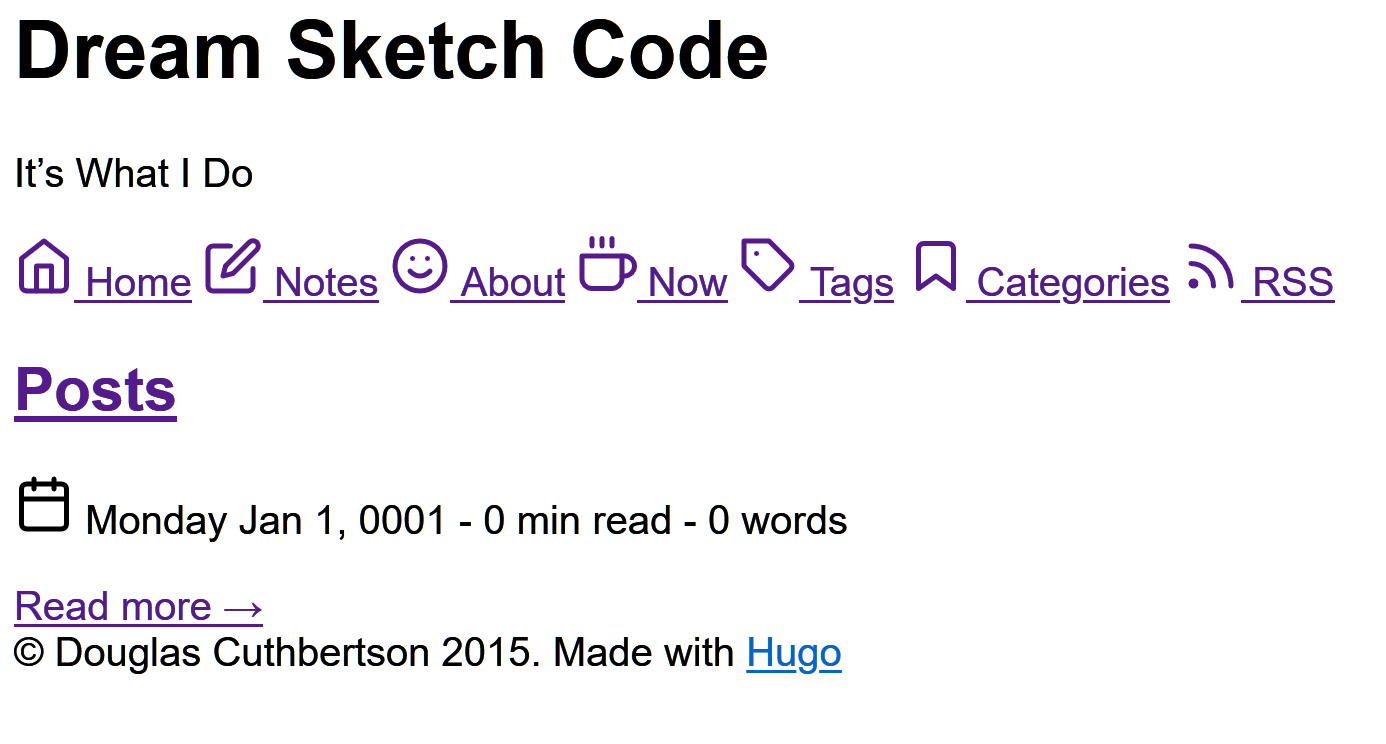 Dream Sketch Code
It’s What I Do
Home Notes About Now Tags Categories RSS
Posts
Monday Jan 1, 0001 - 0 min read - 0 words
Read more →
© Douglas Cuthbertson 2015. Made with Hugo